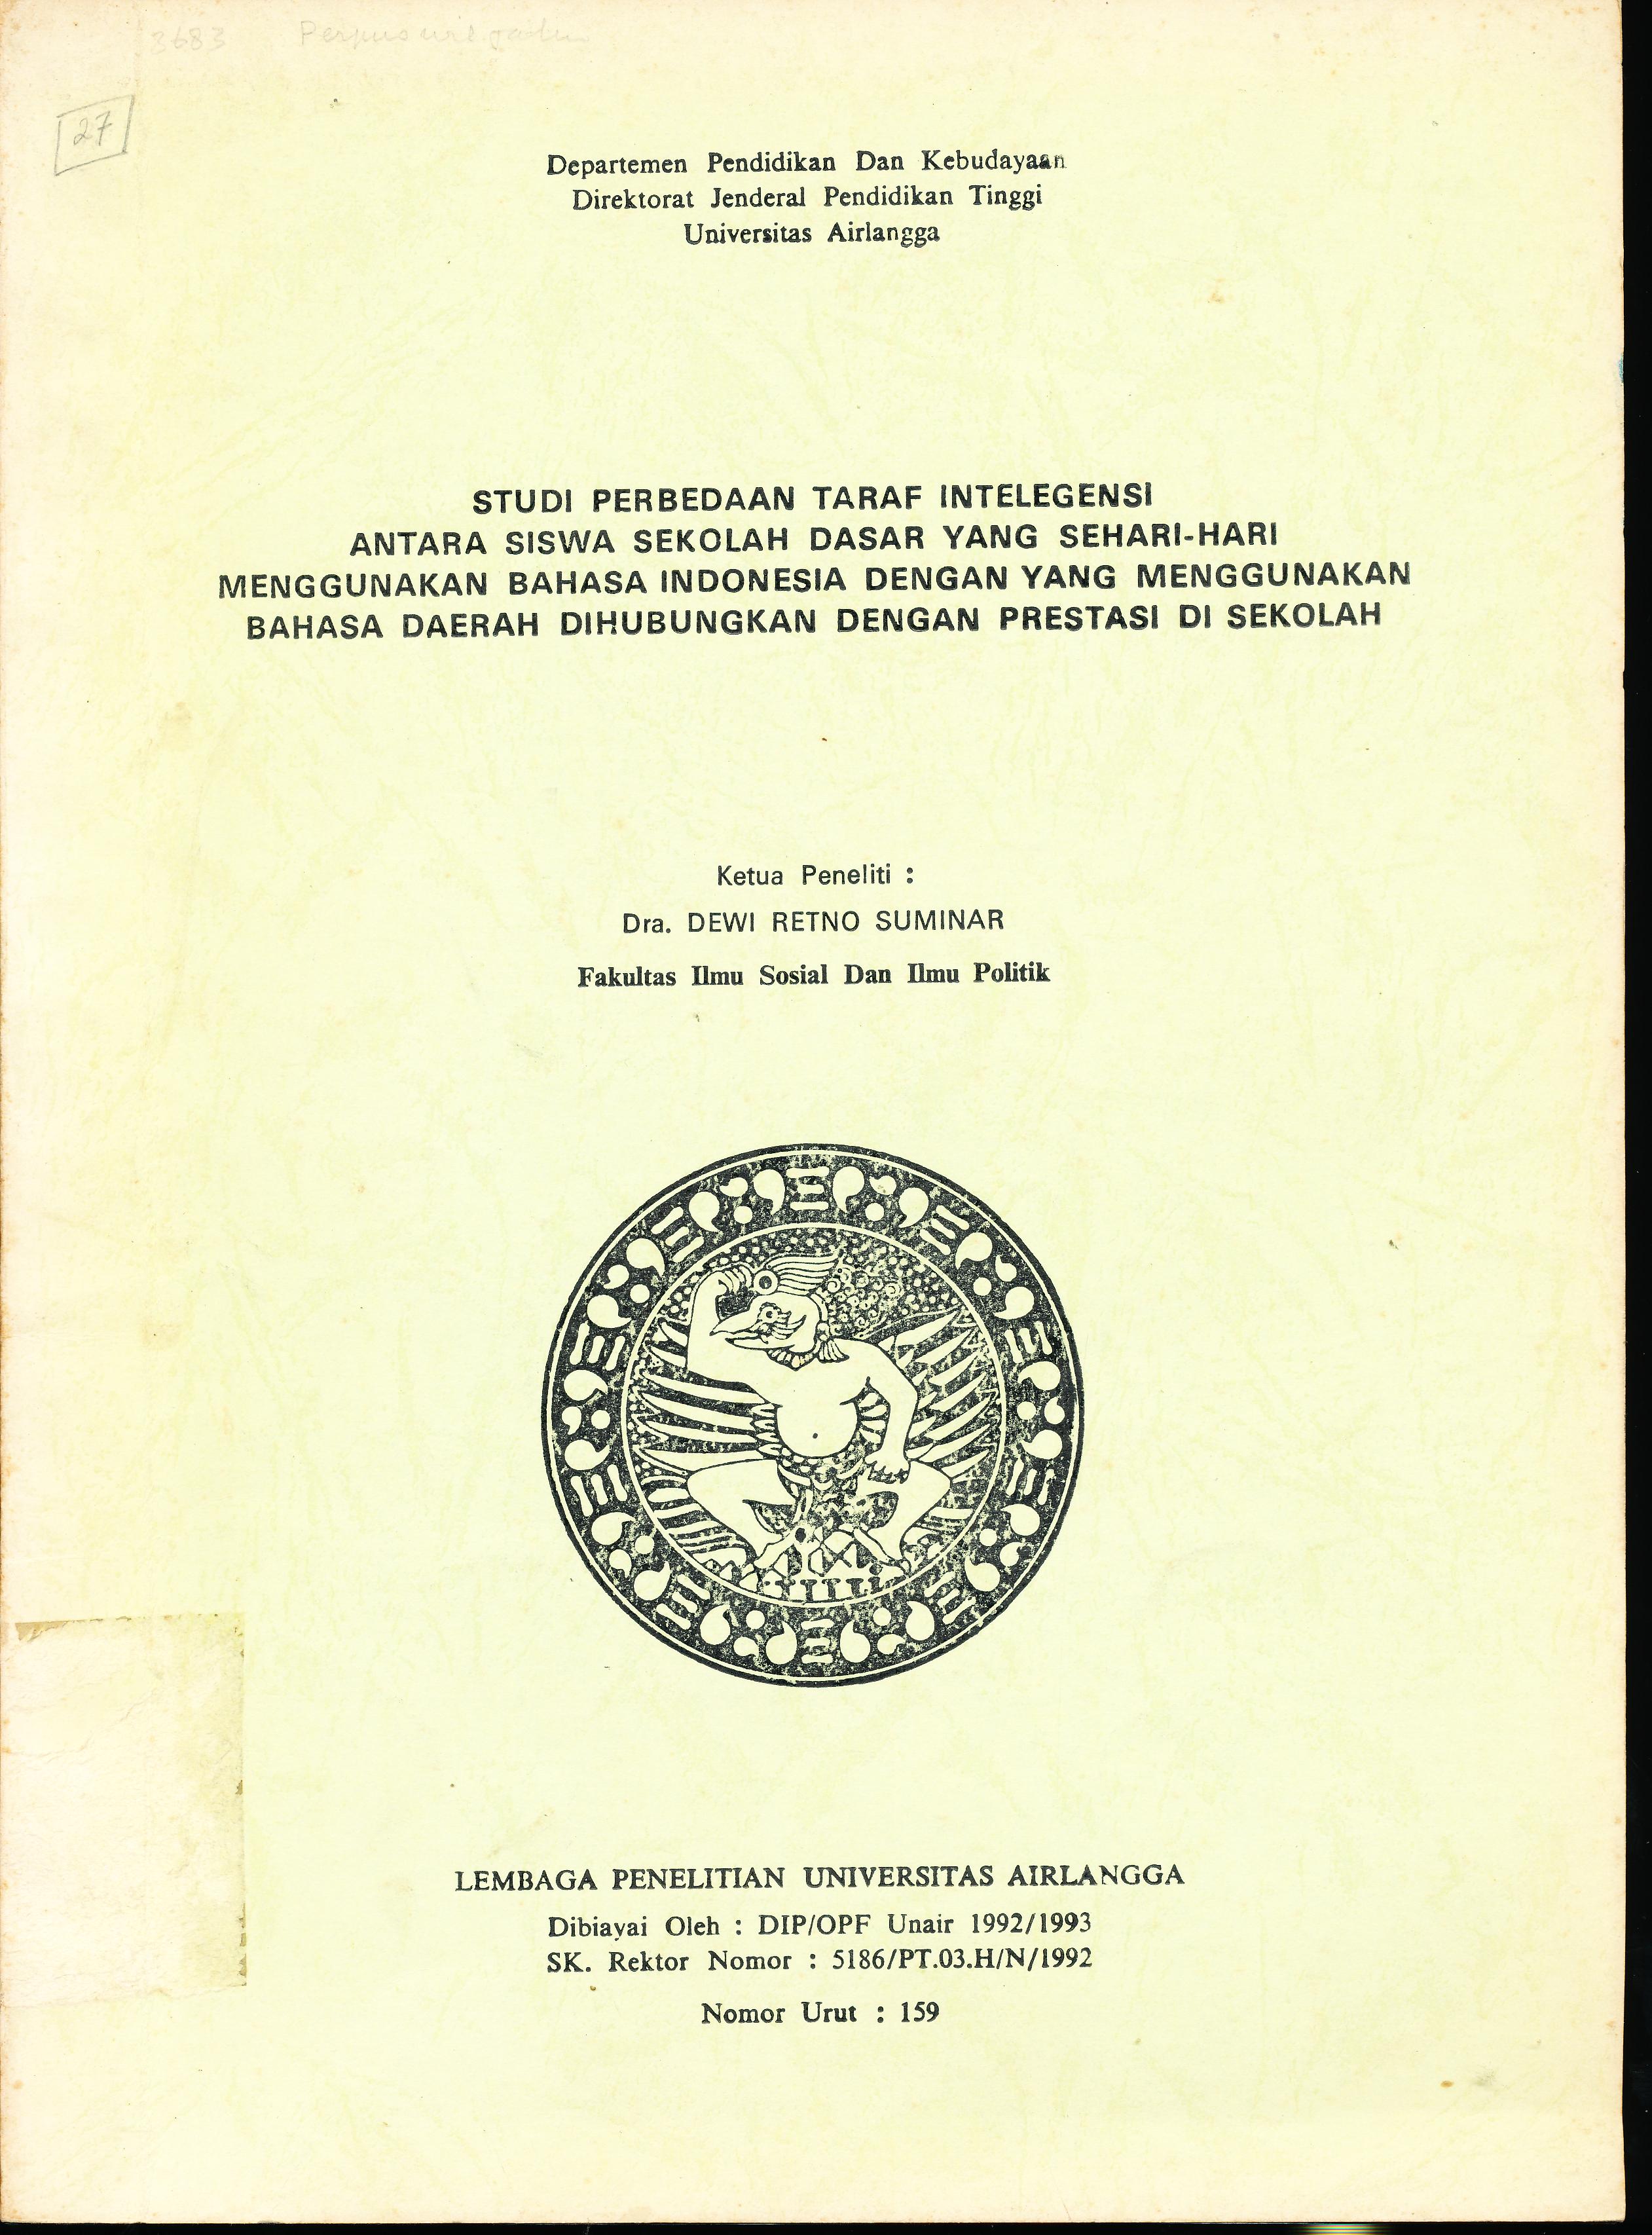 3683
27
Departemen Pendidikan Dan Kebudayaan
Direktorat Jenderal Pendidikan Tinggi
Universitas Airlangga
STUDI PERBEDAAN TARAF INTELEGENSI
ANTARA SISWA SEKOLAH DASAR YANG SEHARI-HARI
MENGGUNAKAN BAHASA INDONESIA DENGAN YANG MENGGUNAKAN
BAHASA DAERAH DIHUBUNGKAN DENGAN PRESTASI DI SEKOLAH
Ketua Peneliti :
Dra. DEWI RETNO SUMINAR
Fakultas Ilmu Sosial Dan Ilmu Politik
LEMBAGA PENELITIAN UNIVERSITAS AIRLANGGA
Dibiayai Oleh : DIP/OPF Unair 1992/1993
SK. Rektor Nomor : 5186/PT.03.H/N/1992
Nomor Urut : 159